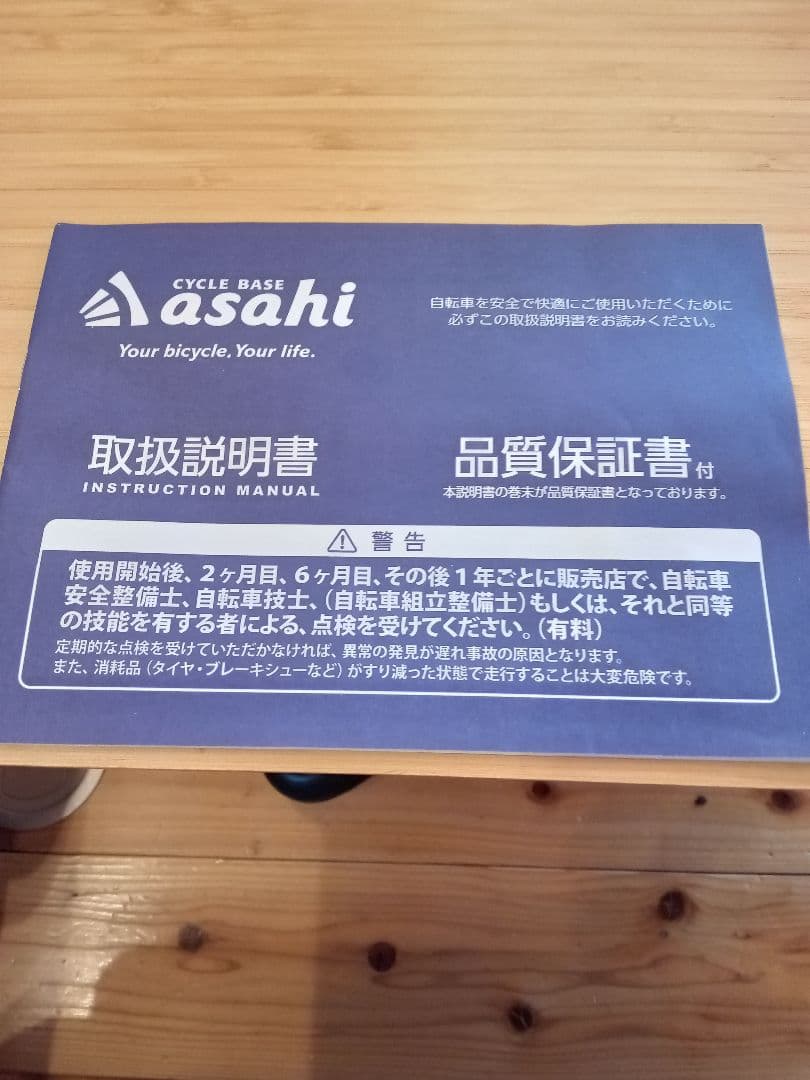 CYCLE BASE
asahi
Your bicycle, Your life.
自転車を安全で快適にご使用いただくために
必ずこの取扱説明書をお読みください。
取扱説明書
INSTRUCTION MANUAL
品質保証書付
本説明書の巻末が品質保証書となっております。
警告
使用開始後、2ヶ月目、6ヶ月目、その後1年ごとに販売店で、自転車
安全整備士、自転車技士、(自転車組立整備士)もしくは、それと同等
の技能を有する者による、点検を受けてください。(有料)
定期的な点検を受けていただかなければ、異常の発見が遅れ事故の原因となります。
また、消耗品(タイヤ・ブレーキシューなど)がすり減った状態で走行することは大変危険です。